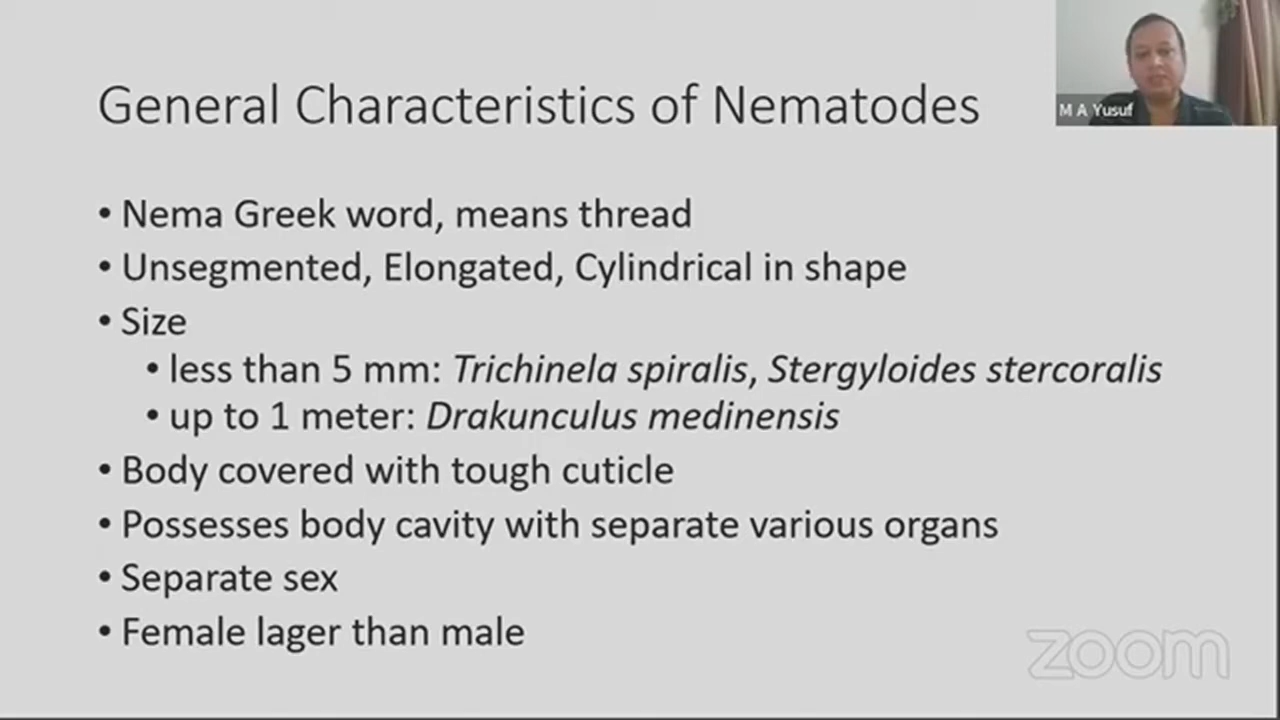 General Characteristics of Nematodes
M A Yusuf
• Nema Greek word, means thread
• Unsegmented, Elongated, Cylindrical in shape
• Size
• less than 5 mm: Trichinela spiralis, Stergyloides stercoralis
• up to 1 meter: Drakunculus medinensis
• Body covered with tough cuticle
• Possesses body cavity with separate various organs
• Separate sex
• Female lager than male
zoom